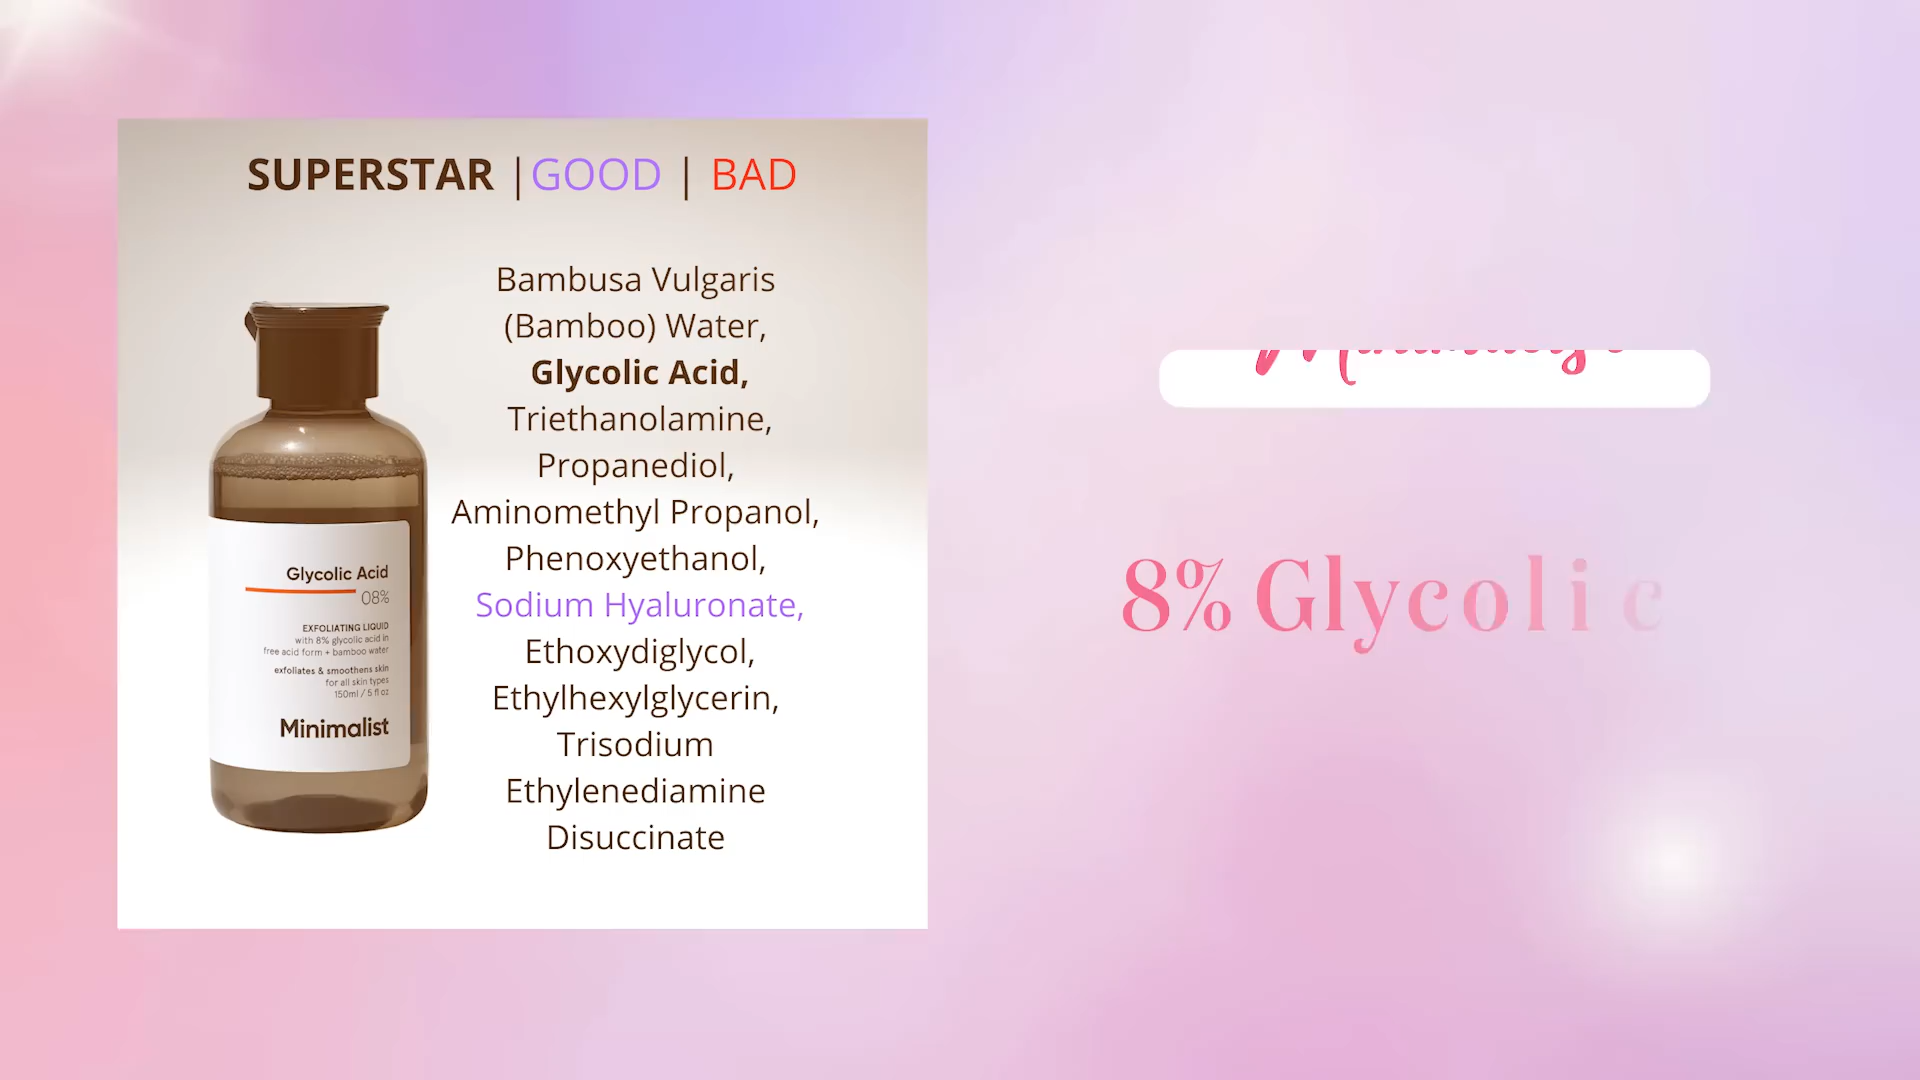 SUPERSTAR | GOOD | BAD
Bambusa Vulgaris
(Bamboo) Water,
Glycolic Acid,
Triethanolamine,
Propanediol,
Aminomethyl Propanol,
Phenoxyethanol,
Sodium Hyaluronate,
Ethoxydiglycol,
Ethylhexylglycerin,
Trisodium
Ethylenediamine
Disuccinate
Glycolic Acid
08%
EXFOLIATING LIQUID
with 8% glycolic acid in
free acid form + bamboo water
exfoliates & smoothens skin
for all skin types
150ml / 5 fl oz
Minimalist
8% Glycolic